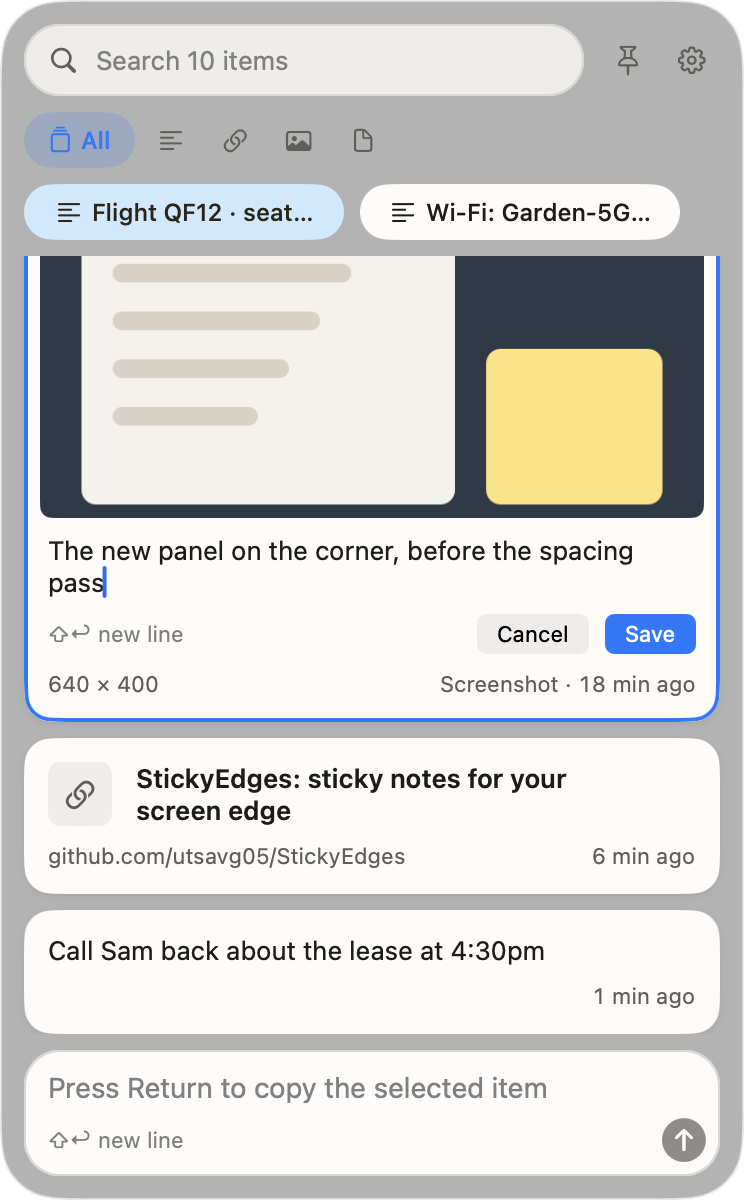 Search 10 items
All
Flight QF12 · seat...
Wi-Fi: Garden-5G...
The new panel on the corner, before the spacing
pass
new line
Cancel
Save
640 × 400
Screenshot · 18 min ago
StickyEdges: sticky notes for your
screen edge
github.com/utsavg05/StickyEdges
6 min ago
Call Sam back about the lease at 4:30pm
1 min ago
Press Return to copy the selected item
new line